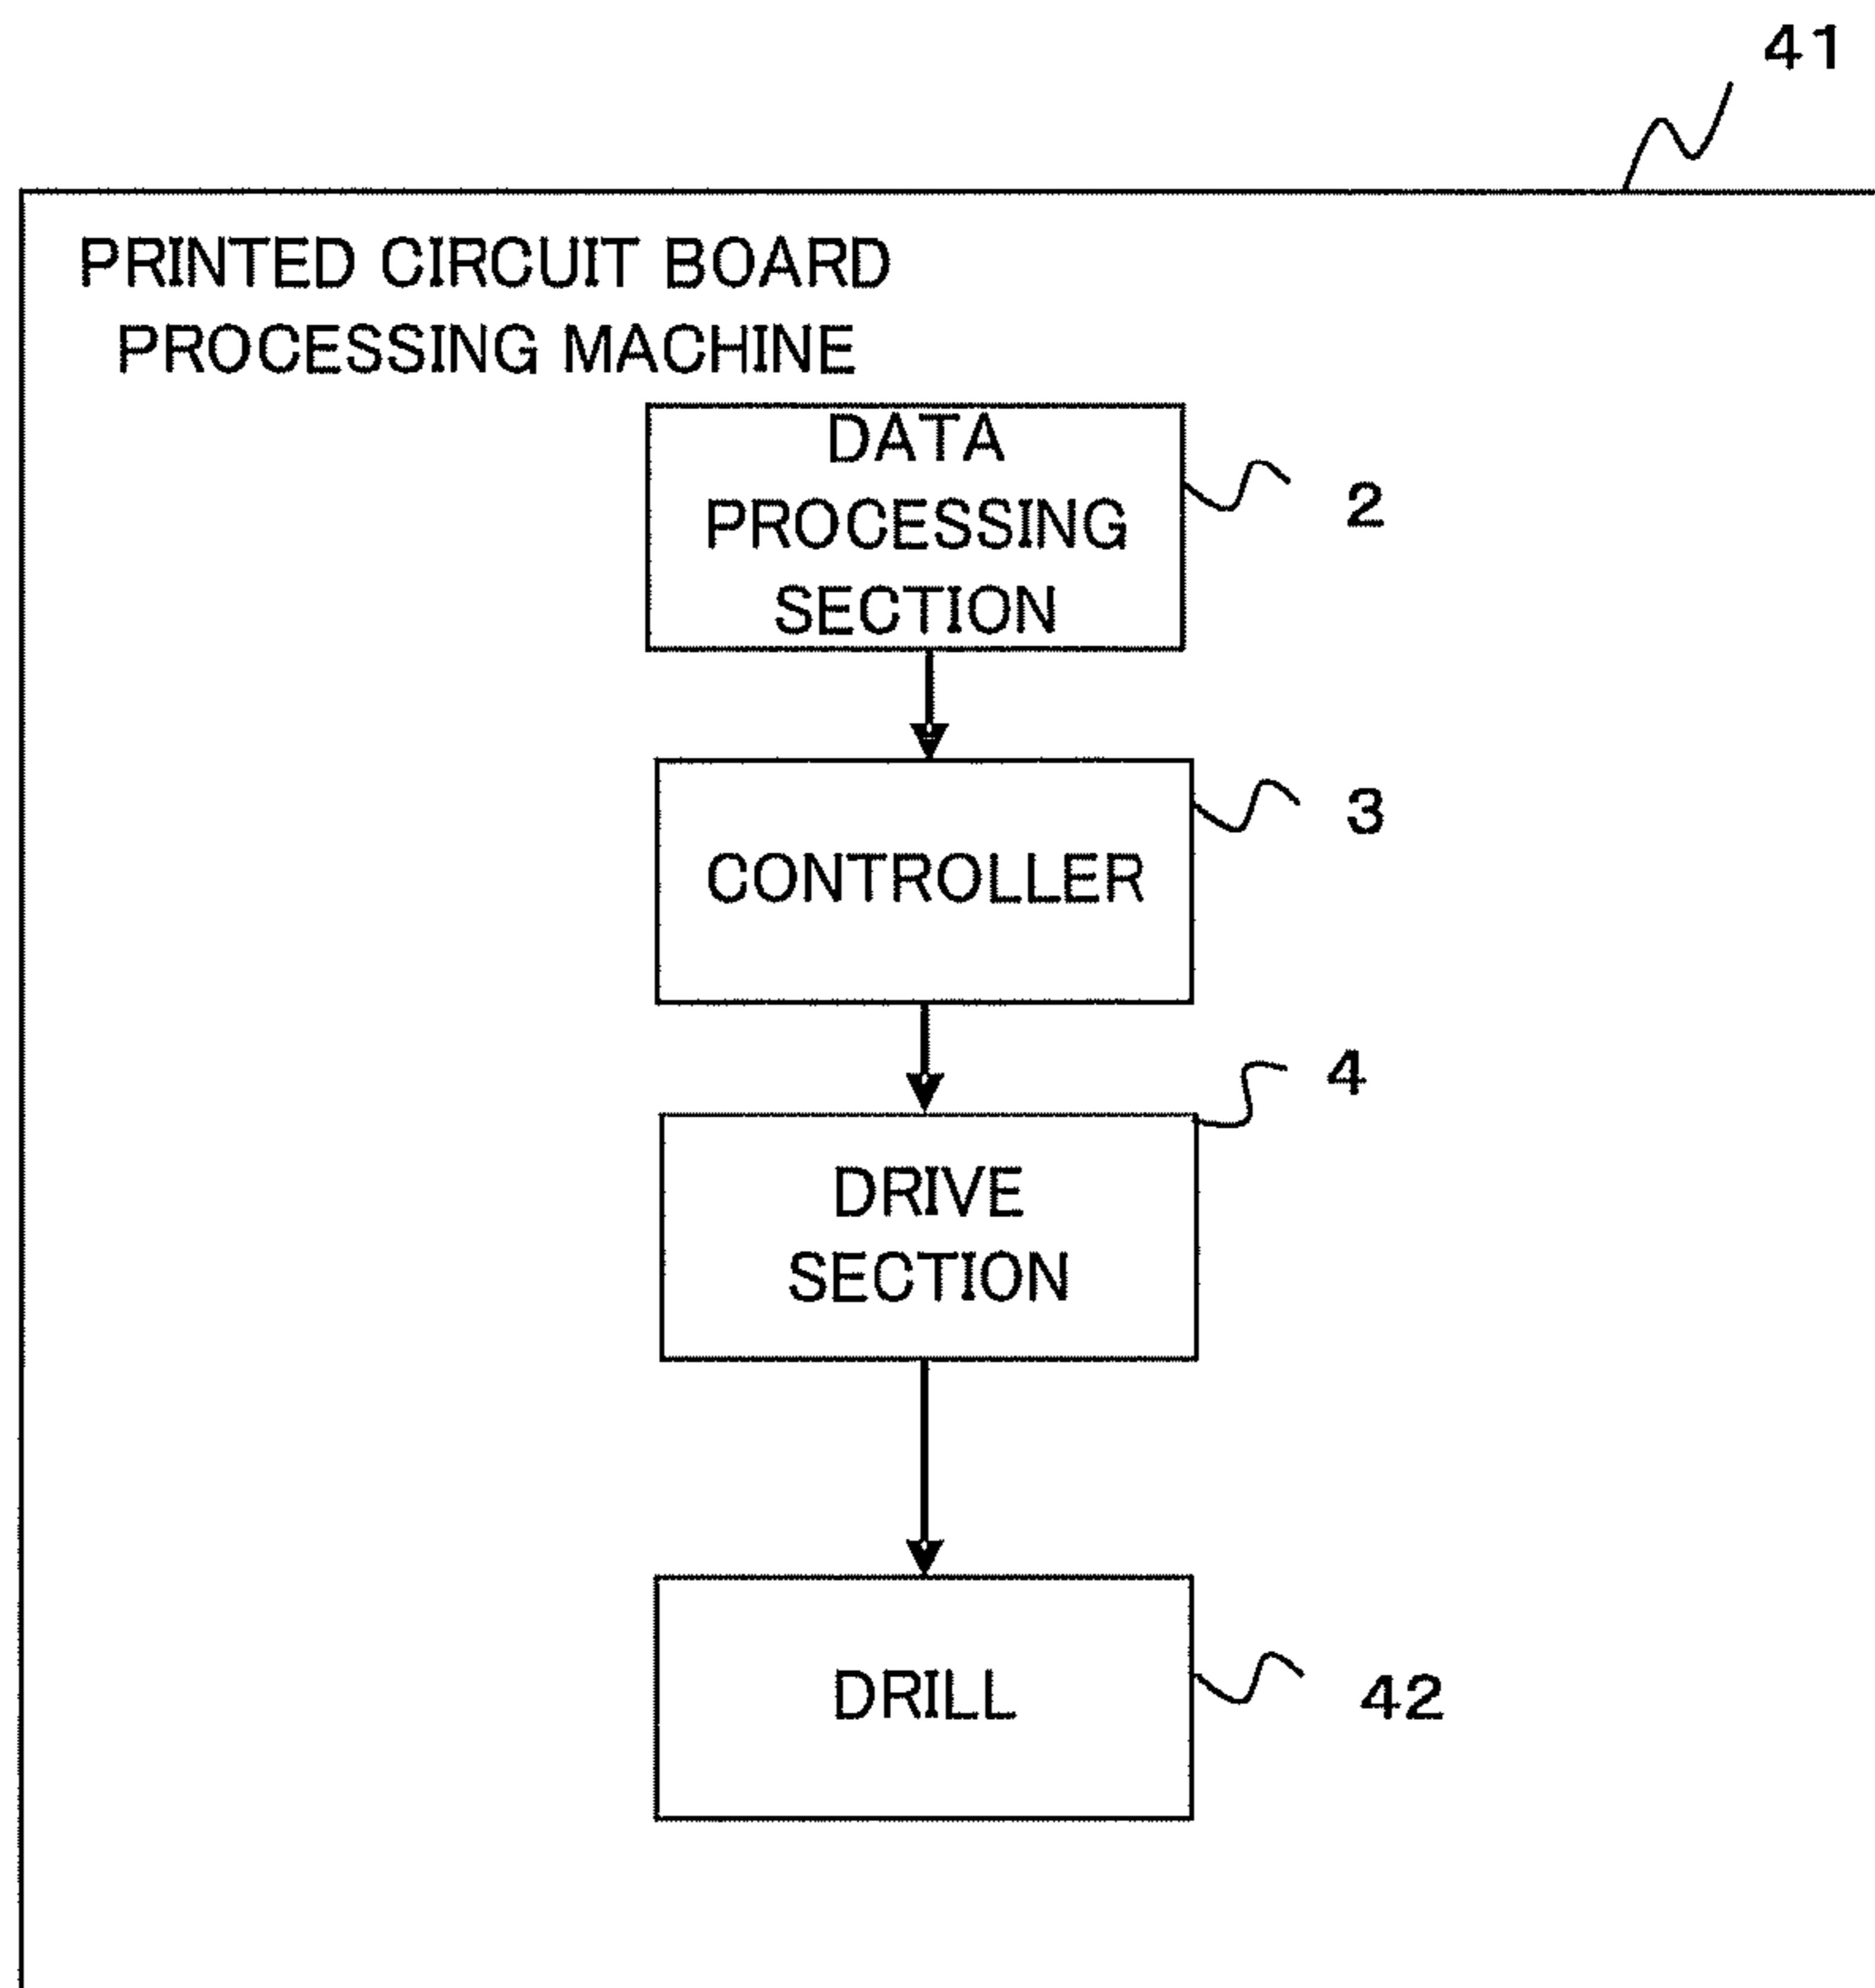 41
PRINTED CIRCUIT BOARD
PROCESSING MACHINE
DATA
PROCESSING
SECTION
2
CONTROLLER
3
DRIVE
SECTION
4
DRILL
42